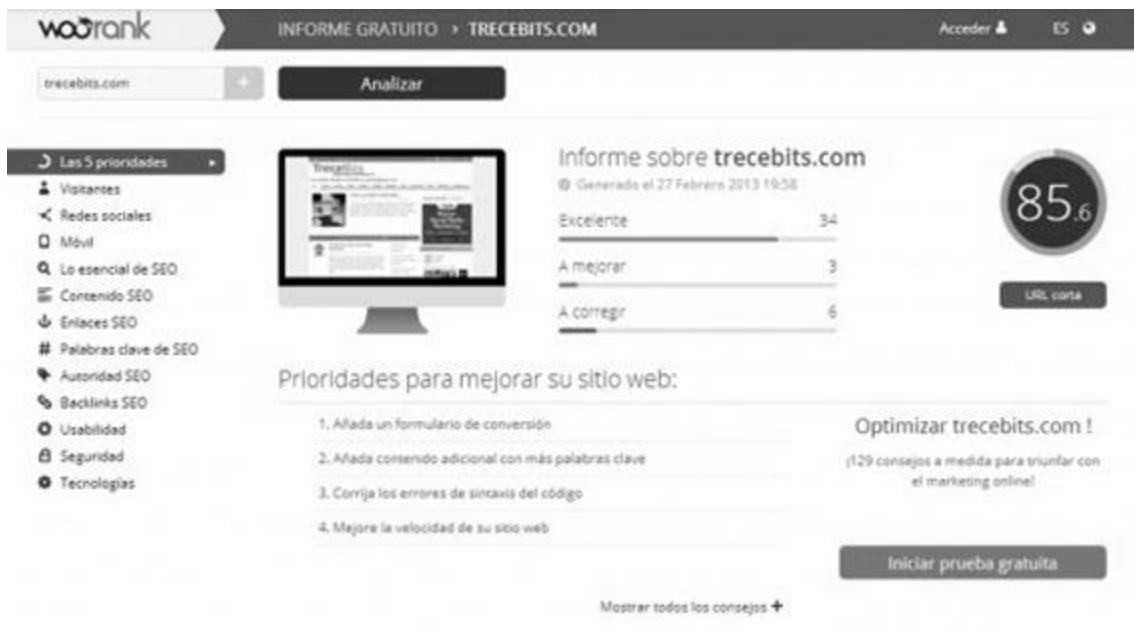 woorank
INFORME GRATUITO › TRECEBITS.COM
Acceder
ES
trecebits.com
+
Analizar
Las 5 prioridades
Visitantes
Redes sociales
Móvil
Lo esencial de SEO
Contenido SEO
Enlaces SEO
# Palabras clave de SEO
Autoridad SEO
Backlinks SEO
Usabilidad
Seguridad
Tecnologías
Trecebits
Informe sobre trecebits.com
Generado el 27 Febrero 2013 19:58
Excelente 34
A mejorar 3
A corregir 6
85.6
URL corta
Prioridades para mejorar su sitio web:
1. Añada un formulario de conversión
2. Añada contenido adicional con más palabras clave
3. Corrija los errores de sintaxis del código
4. Mejore la velocidad de su sitio web
Mostrar todos los consejos +
Optimizar trecebits.com !
¡129 consejos a medida para triunfar con
el marketing online!
Iniciar prueba gratuita